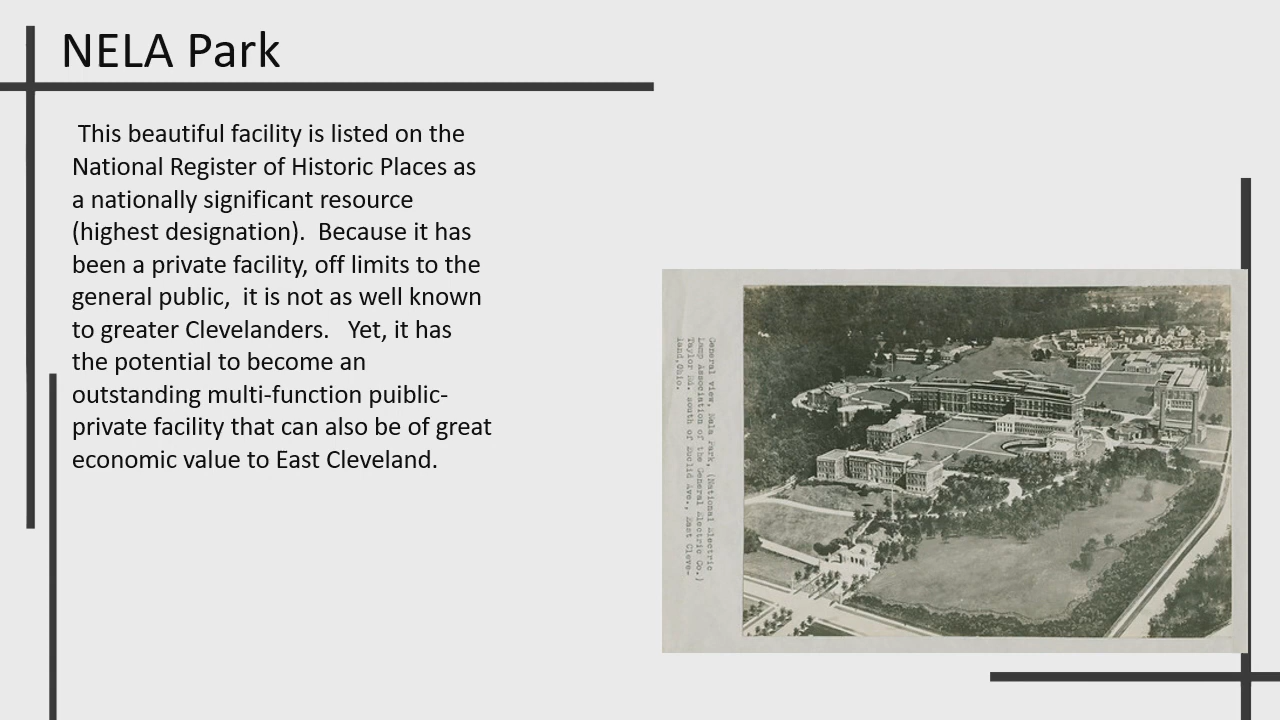 NELA Park
This beautiful facility is listed on the
National Register of Historic Places as
a nationally significant resource
(highest designation).  Because it has
been a private facility, off limits to the
general public,  it is not as well known
to greater Clevelanders.   Yet, it has
the potential to become an
outstanding multi-function puiblic-
private facility that can also be of great
economic value to East Cleveland.
General view, Nela Park, (National Electric
Lamp Association of the General Electric Co.)
Taylor Rd. south of Euclid Ave., East Cleve-
land, Ohio.